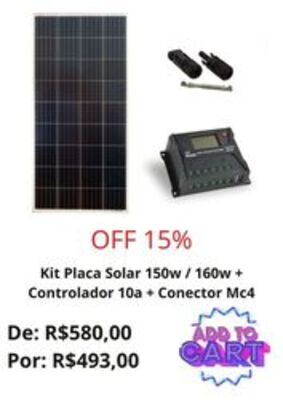 OFF 15%
Kit Placa Solar 150w / 160w +
Controlador 10a + Conector Mc4
De: R$580,00
Por: R$493,00
ADD TO
CART